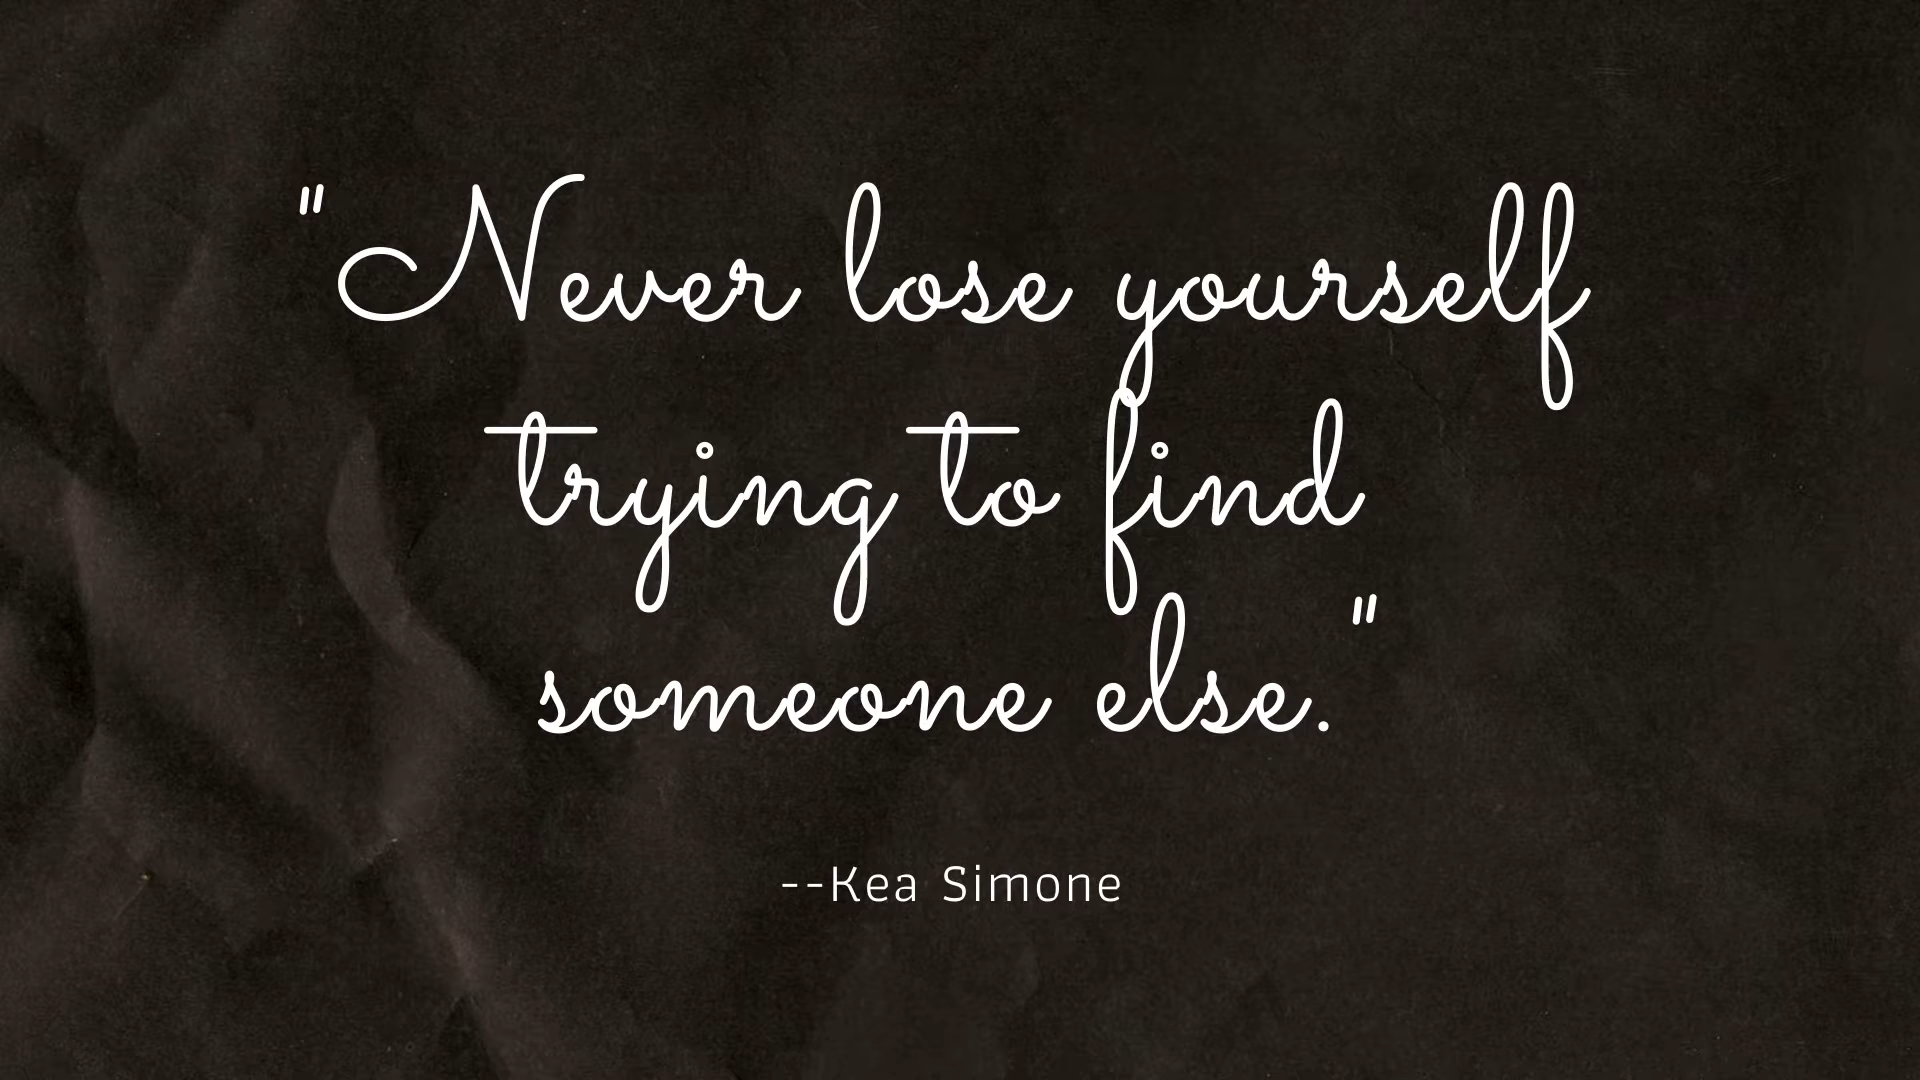 "Never lose yourself
trying to find
someone else."
--Kea Simone